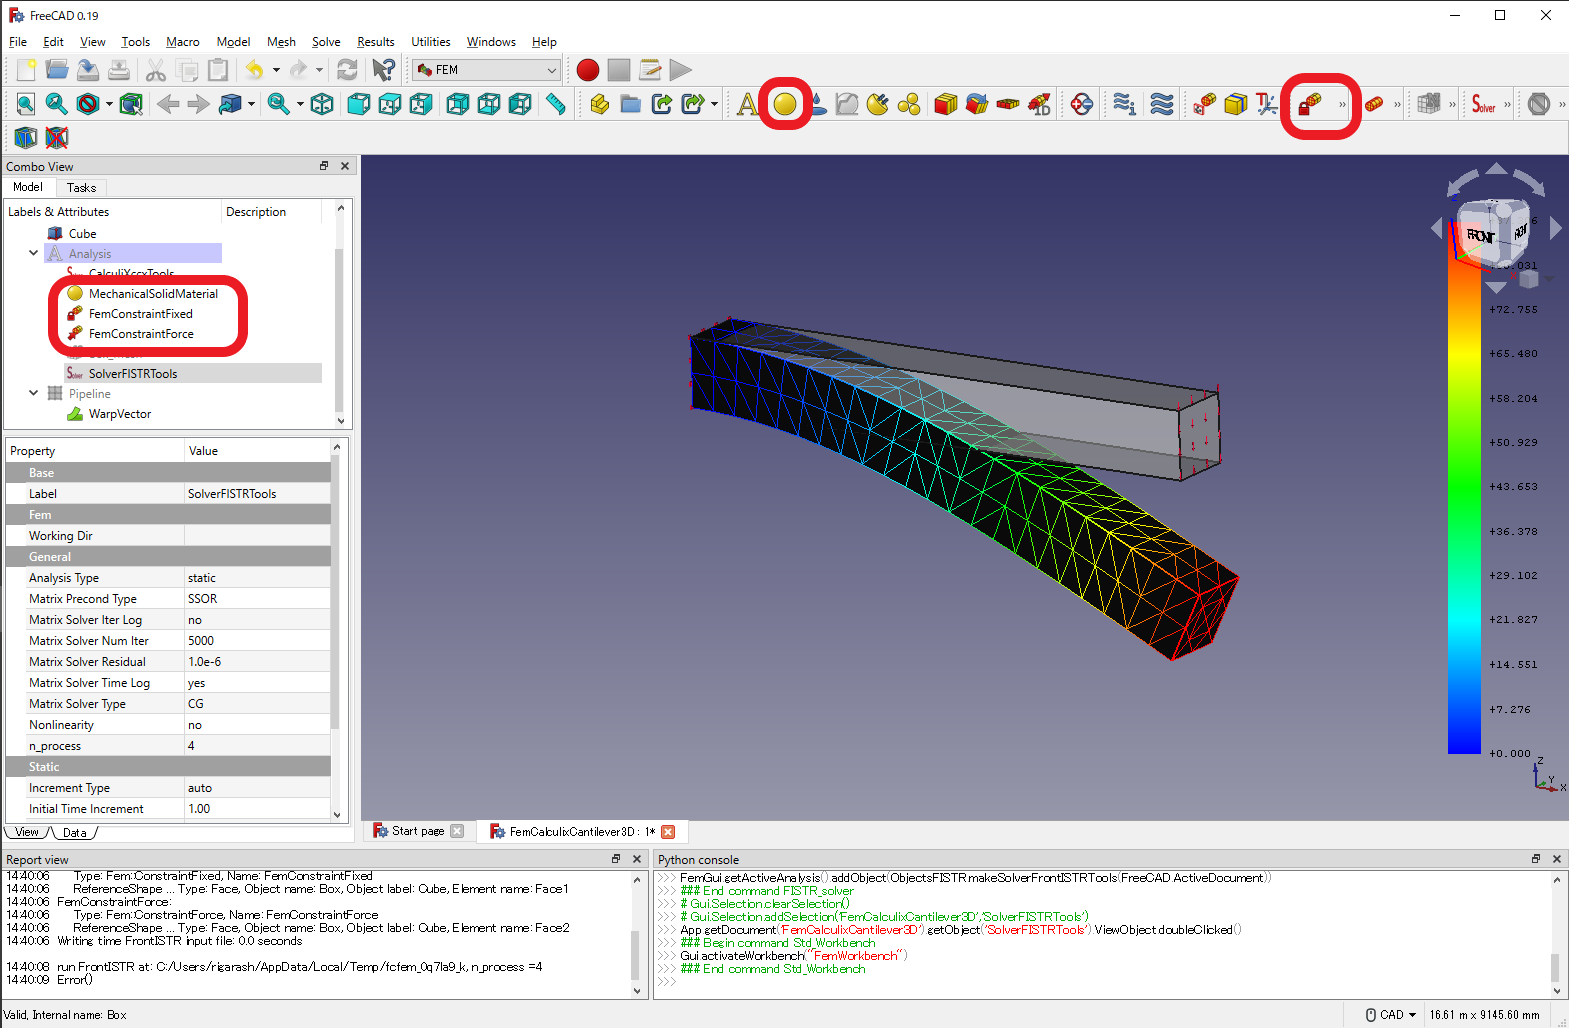 FreeCAD 0.19
File Edit View Tools Macro Model Mesh Solve Results Utilities Windows Help
FEM
A 1D Solver
Combo View
Model Tasks
Labels & Attributes Description
Cube
Analysis
CalculiXccxTools
MechanicalSolidMaterial
FemConstraintFixed
FemConstraintForce
SolverFISTRTools
Pipeline
WarpVector
Property Value
Base
Label SolverFISTRTools
Fem
Working Dir
General
Analysis Type static
Matrix Precond Type SSOR
Matrix Solver Iter Log no
Matrix Solver Num Iter 5000
Matrix Solver Residual 1.0e-6
Matrix Solver Time Log yes
Matrix Solver Type CG
Nonlinearity no
n_process 4
Static
Increment Type auto
Initial Time Increment 1.00
View Data
FRONT
+72.755
+65.480
+58.204
+50.929
+43.653
+36.378
+29.102
+21.827
+14.551
+7.276
+0.000
Z
Y
X
Start page FemCalculixCantilever3D : 1*
Report view
14:40:06 Type: Fem::ConstraintFixed, Name: FemConstraintFixed
14:40:06 ReferenceShape ... Type: Face, Object name: Box, Object label: Cube, Element name: Face1
14:40:06 FemConstraintForce:
14:40:06 Type: Fem::ConstraintForce, Name: FemConstraintForce
14:40:06 ReferenceShape ... Type: Face, Object name: Box, Object label: Cube, Element name: Face2
14:40:06 Writing time FrontISTR input file: 0.0 seconds
14:40:08 run FrontISTR at: C:/Users/rigarash/AppData/Local/Temp/fcfem_0q7la9_k, n_process =4
14:40:09 Error()
Python console
>>> FemGui.getActiveAnalysis().addObject(ObjectsFISTR.makeSolverFrontISTRTools(FreeCAD.ActiveDocument))
>>> ### End command FISTR_solver
>>> # Gui.Selection.clearSelection()
>>> # Gui.Selection.addSelection('FemCalculixCantilever3D','SolverFISTRTools')
>>> App.getDocument('FemCalculixCantilever3D').getObject('SolverFISTRTools').ViewObject.doubleClicked()
>>> ### Begin command Std_Workbench
>>> Gui.activateWorkbench("FemWorkbench")
>>> ### End command Std_Workbench
>>>
Valid, Internal name: Box
CAD 16.61 m x 9145.60 mm